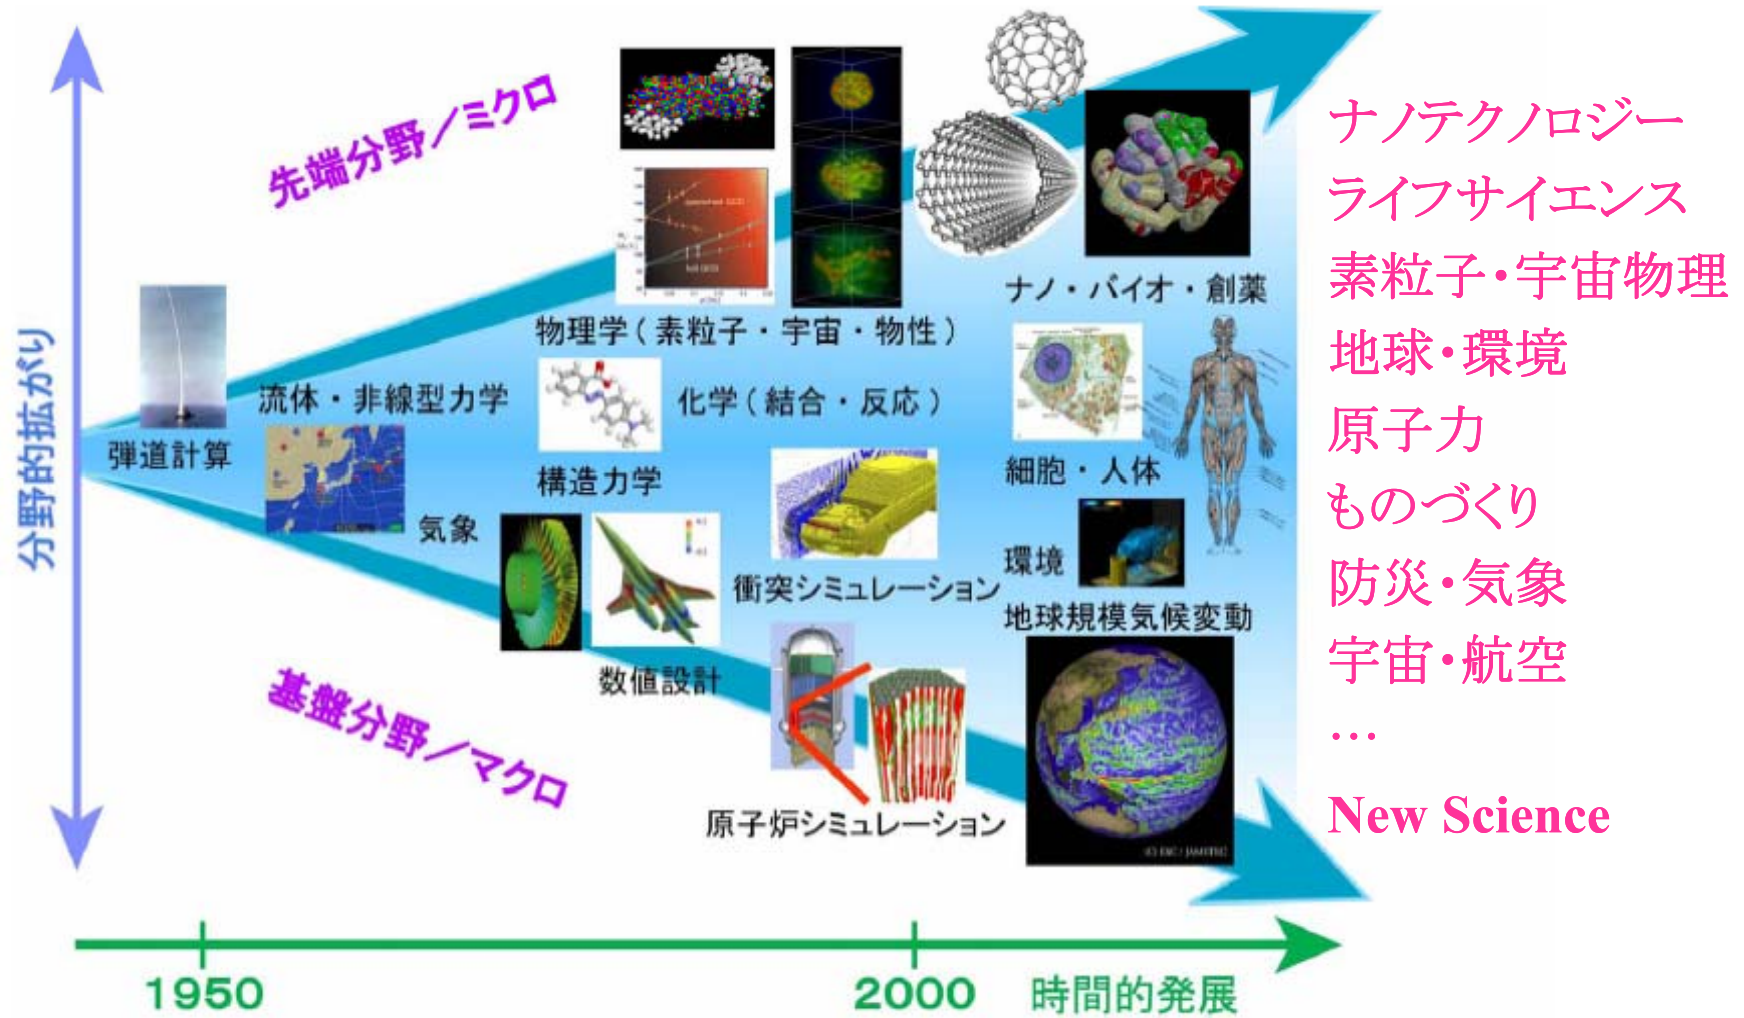 先端分野／ミクロ
ナノテクノロジー
ライフサイエンス
素粒子・宇宙物理
地球・環境
原子力
ものづくり
防災・気象
宇宙・航空
…
New Science
ナノ・バイオ・創薬
物理学（素粒子・宇宙・物性）
流体・非線型力学
化学（結合・反応）
弾道計算
構造力学
細胞・人体
気象
環境
衝突シミュレーション
地球規模気候変動
数値設計
原子炉シミュレーション
基盤分野／マクロ
分野的拡がり
1950
2000
時間的発展